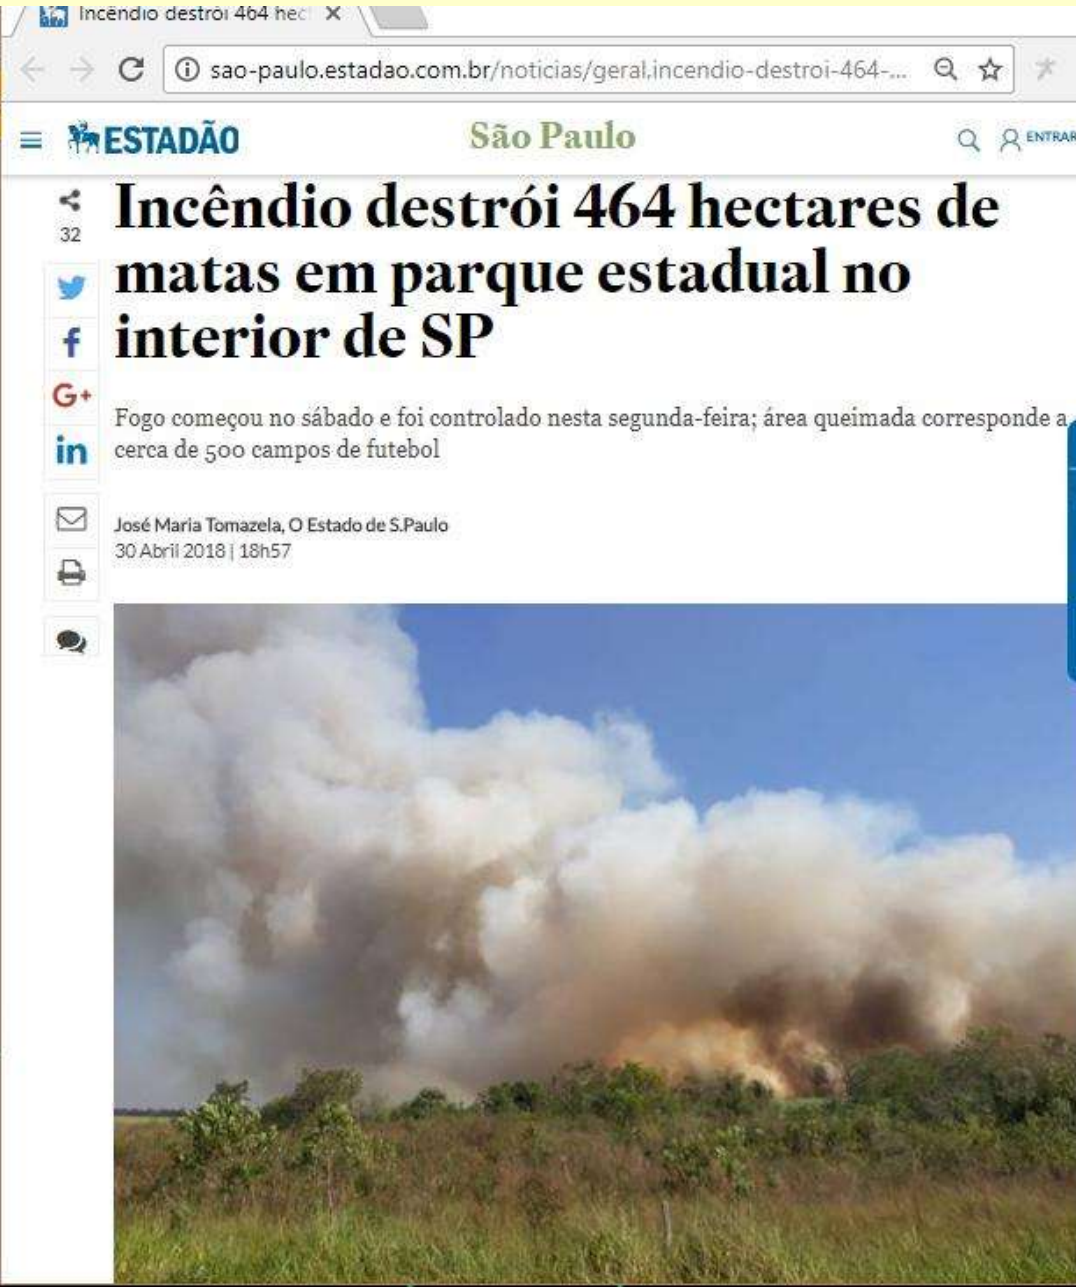 Incêndio destrói 464 hect
sao-paulo.estadao.com.br/noticias/geral,incendio-destroi-464-...
ESTADÃO
São Paulo
ENTRAR
32
Incêndio destrói 464 hectares de
matas em parque estadual no
interior de SP
Fogo começou no sábado e foi controlado nesta segunda-feira; área queimada corresponde a
cerca de 500 campos de futebol
José Maria Tomazela, O Estado de S.Paulo
30 Abril 2018 | 18h57